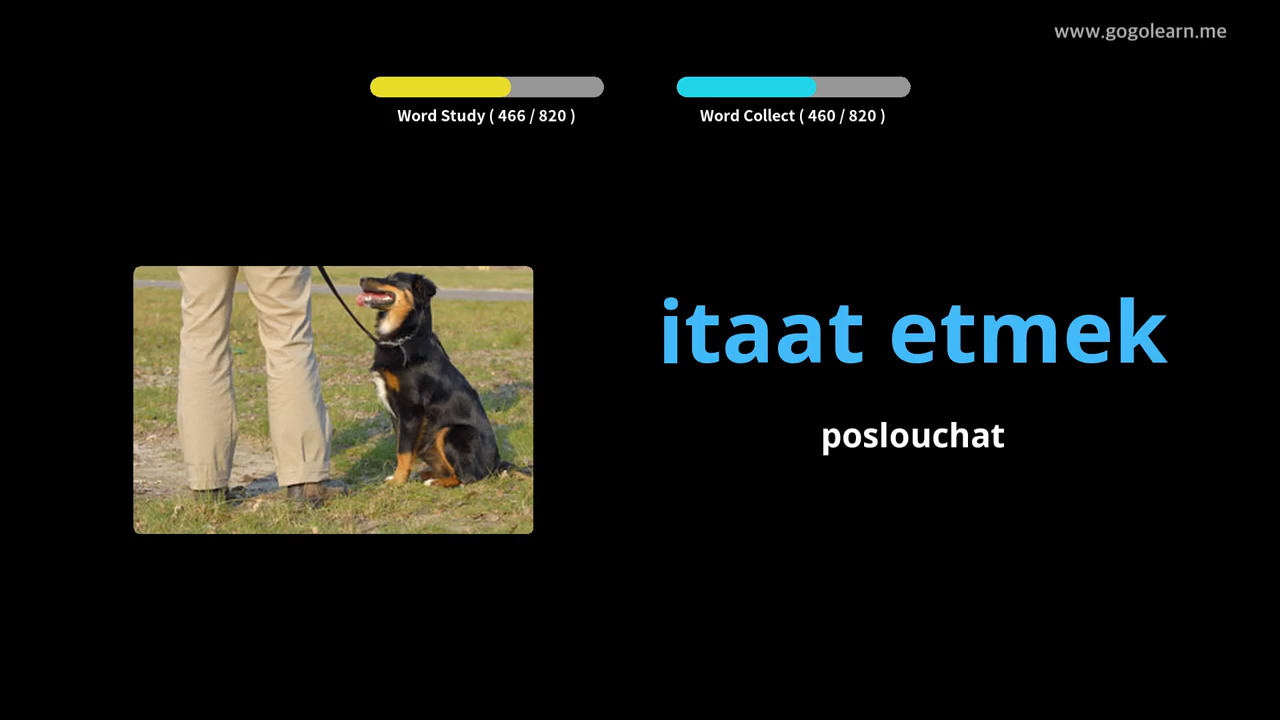 www.gogolearn.me
Word Study ( 466 / 820 )
Word Collect ( 460 / 820 )
itaat etmek
poslouchat